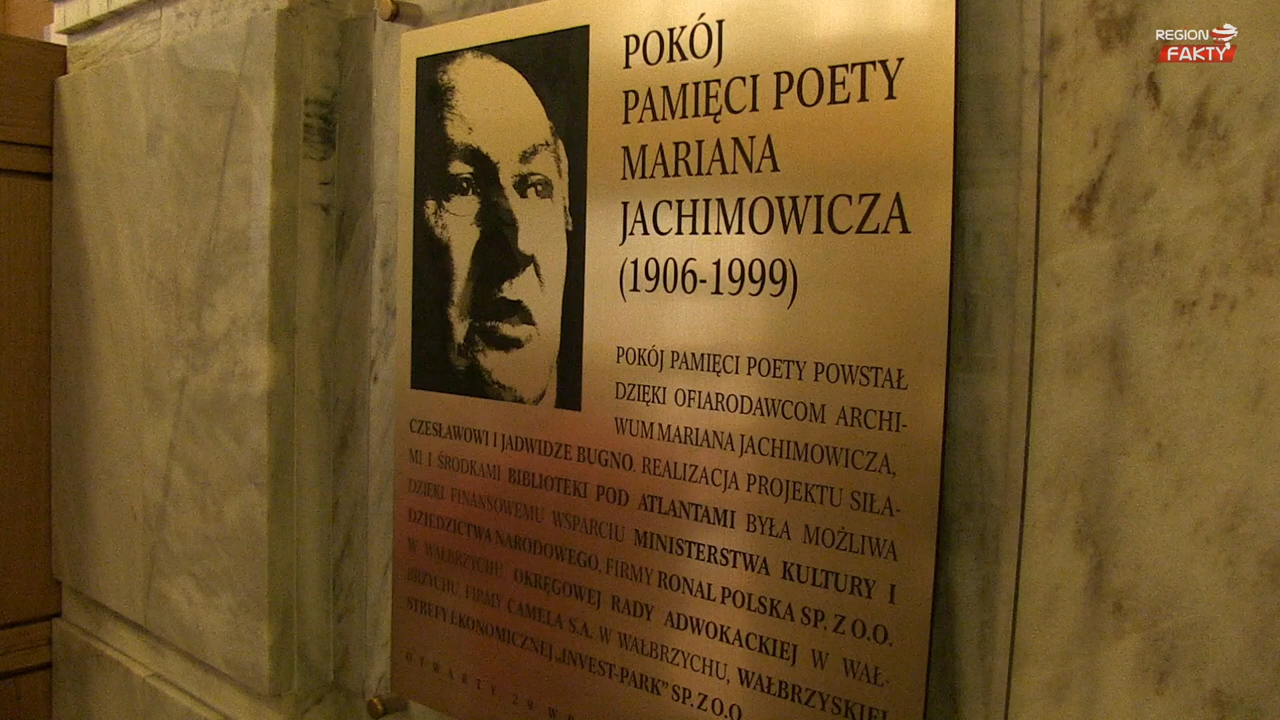 REGION
FAKTY
POKÓJ
PAMIĘCI POETY
MARIANA
JACHIMOWICZA
(1906-1999)
POKÓJ PAMIĘCI POETY POWSTAŁ
DZIĘKI OFIARODAWCOM ARCHI-
WUM MARIANA JACHIMOWICZA,
CZESŁAWOWI I JADWIDZE BUGNO. REALIZACJA PROJEKTU SIŁA-
MI I ŚRODKAMI BIBLIOTEKI POD ATLANTAMI BYŁA MOŻLIWA
DZIĘKI FINANSOWEMU WSPARCIU MINISTERSTWA KULTURY I
DZIEDZICTWA NARODOWEGO, FIRMY RONAL POLSKA SP. Z O.O.
W WAŁBRZYCHU, OKRĘGOWEJ RADY ADWOKACKIEJ W WAŁ-
BRZYCHU, FIRMY CAMELA S.A. W WAŁBRZYCHU, WAŁBRZYSKIEJ
STREFY EKONOMICZNEJ „INVEST-PARK” SP. Z O.O.
OTWARTY 29